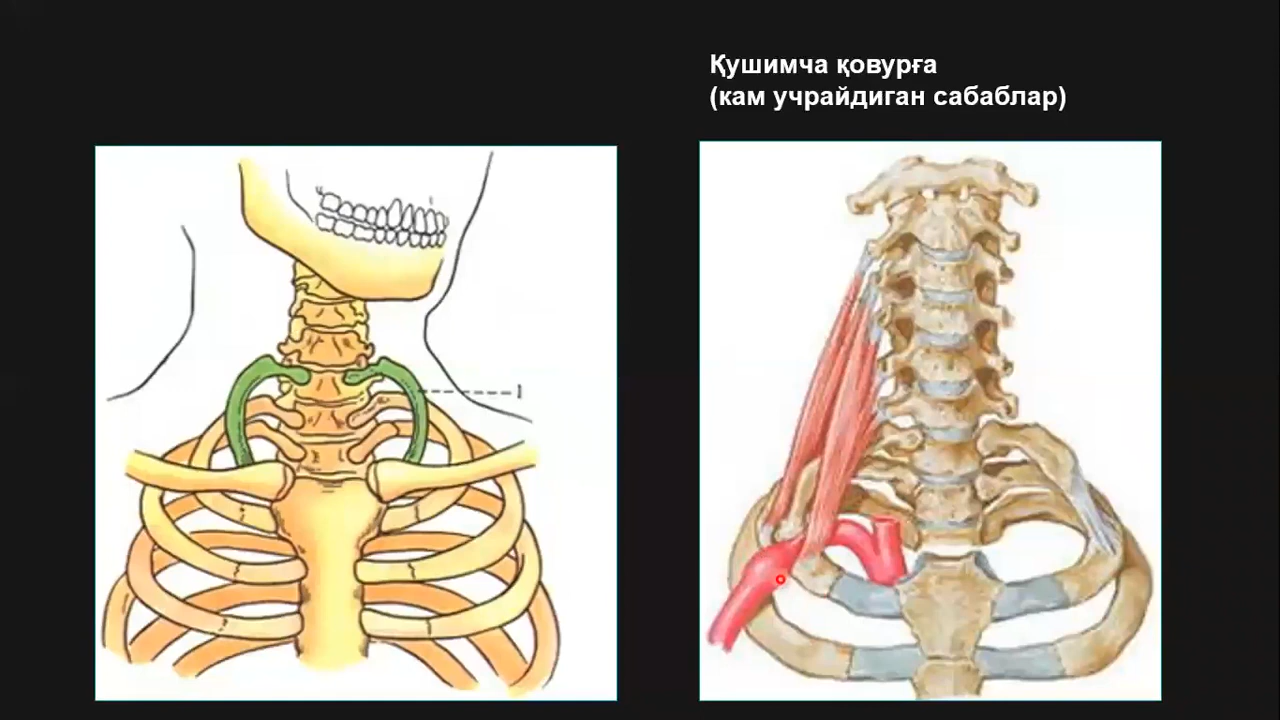 Қушимча қовурға
(кам учрайдиган сабаблар)